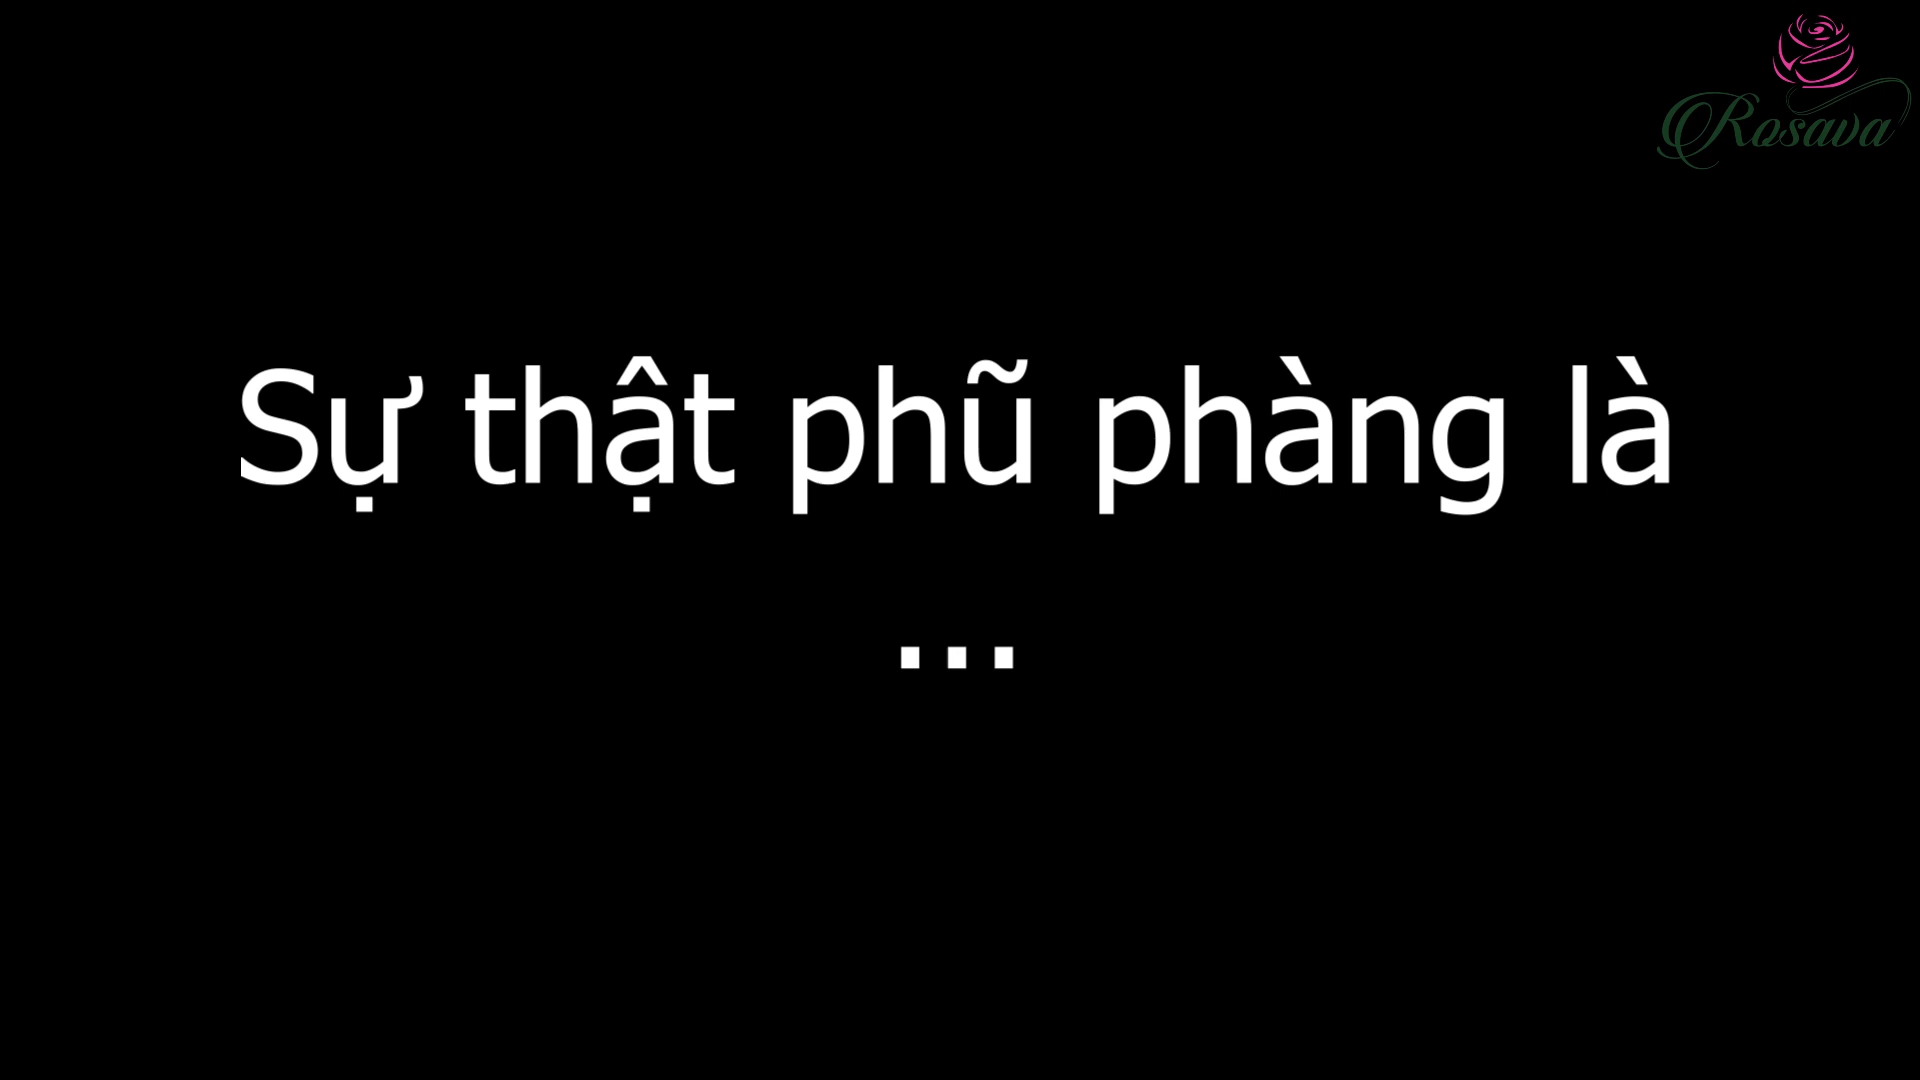 Rosava
Sự thật phũ phàng là
...